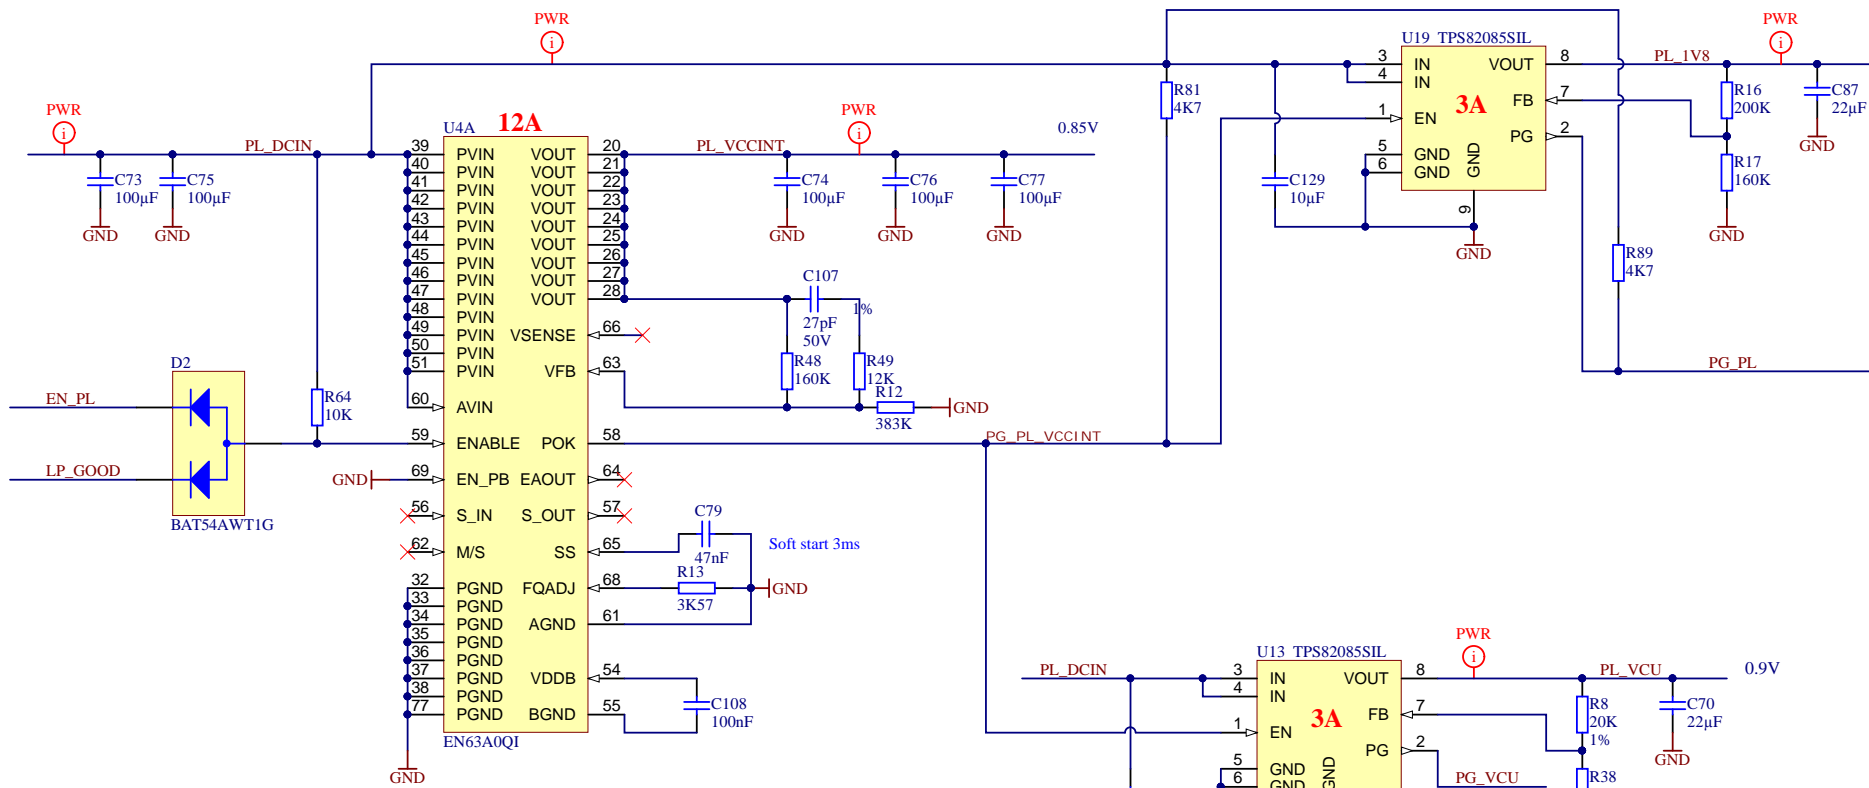 PWR
PWR
U19 TPS82085SIL
3 IN VOUT 8 PL_1V8
4 IN
3A
FB 7
1 EN
PG 2
5 GND
6 GND
GND
9
GND
R81
4K7
R16
200K
C87
22µF
GND
R17
160K
GND
C129
10µF
R89
4K7
PG_PL
PWR
PL_DCIN
C73
100µF
GND
C75
100µF
GND
U4A
12A
39 PVIN VOUT 20
40 PVIN VOUT 21
41 PVIN VOUT 22
42 PVIN VOUT 23
43 PVIN VOUT 24
44 PVIN VOUT 25
45 PVIN VOUT 26
46 PVIN VOUT 27
47 PVIN VOUT 28
48 PVIN
49 PVIN VSENSE 66
50 PVIN
51 PVIN VFB 63
60 AVIN
59 ENABLE POK 58
GND 69 EN_PB EAOUT 64
56 S_IN S_OUT 57
62 M/S SS 65
32 PGND FQADJ 68
33 PGND
34 PGND AGND 61
35 PGND
36 PGND
37 PGND VDDB 54
38 PGND
77 PGND BGND 55
EN63A0QI
GND
PWR
PL_VCCINT
0.85V
C74
100µF
GND
C76
100µF
GND
C77
100µF
GND
C107
1%
27pF
50V
R48
160K
R49
12K
R12
383K
GND
D2
EN_PL
LP_GOOD
BAT54AWT1G
R64
10K
PG_PL_VCCINT
C79
47nF
Soft start 3ms
R13
3K57
GND
C108
100nF
PWR
U13 TPS82085SIL
PL_DCIN
3 IN VOUT 8 PL_VCU
0.9V
4 IN
3A
FB 7
1 EN
PG 2
5 GND
6 GND
GND
R8
20K
1%
C70
22µF
GND
PG_VCU
R38